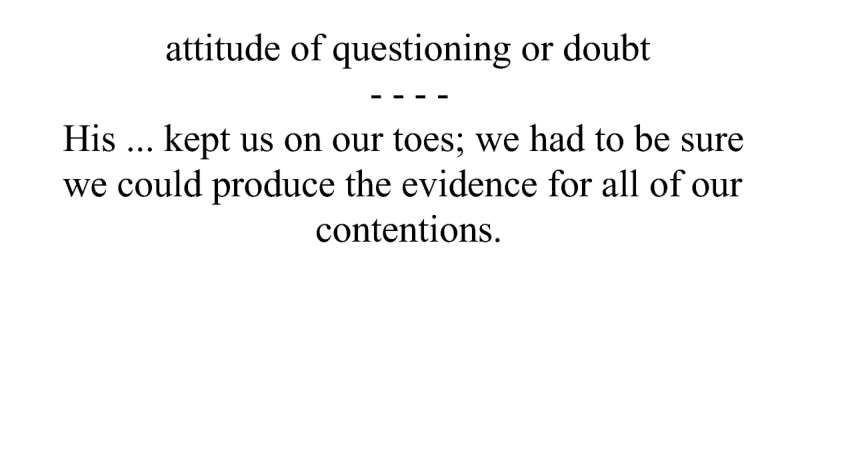 attitude of questioning or doubt
- - - -
His ... kept us on our toes; we had to be sure
we could produce the evidence for all of our
contentions.